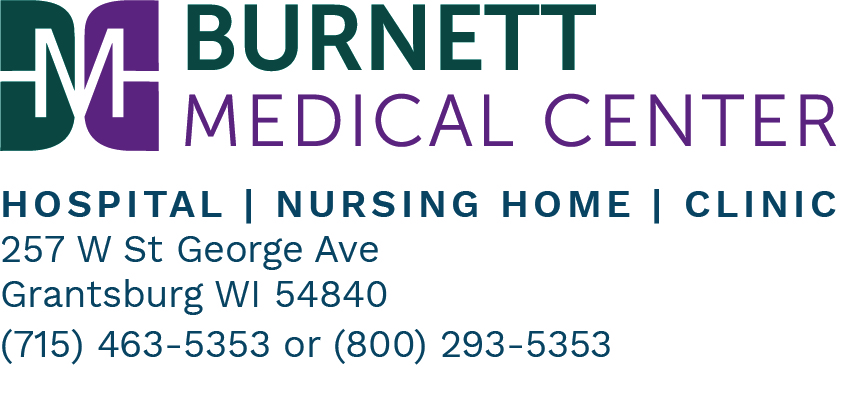 BMC
BURNETT
MEDICAL CENTER
HOSPITAL | NURSING HOME | CLINIC
257 W St George Ave
Grantsburg WI 54840
(715) 463-5353 or (800) 293-5353